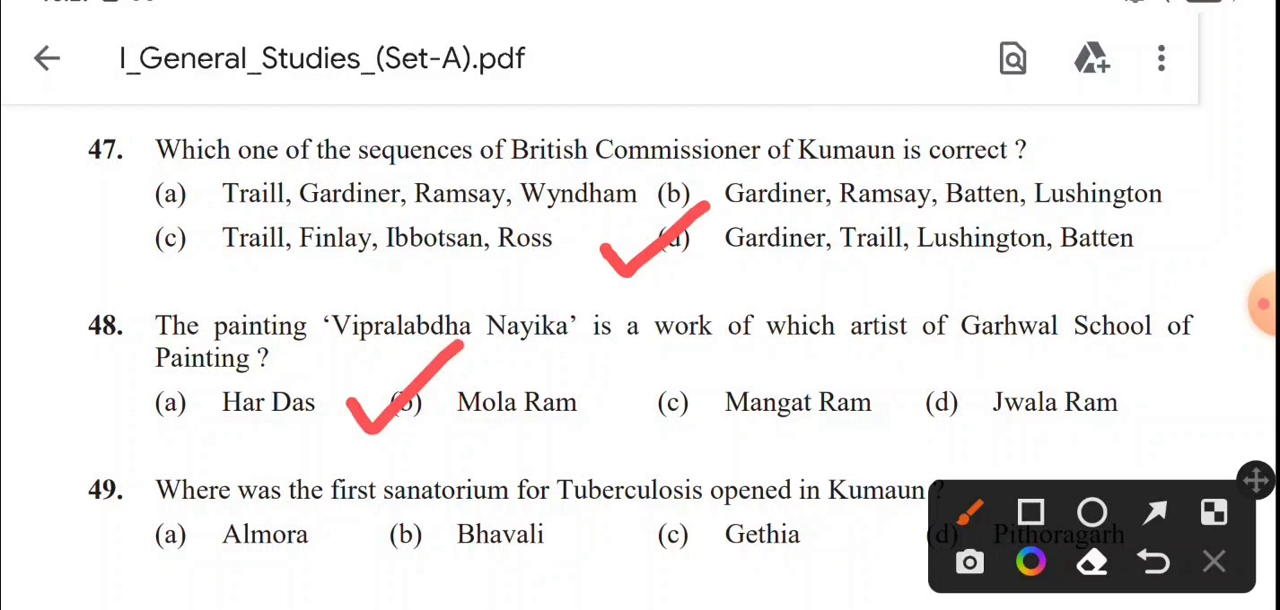 I_General_Studies_(Set-A).pdf
47. Which one of the sequences of British Commissioner of Kumaun is correct ?
(a) Traill, Gardiner, Ramsay, Wyndham (b) Gardiner, Ramsay, Batten, Lushington
(c) Traill, Finlay, Ibbotsan, Ross (d) Gardiner, Traill, Lushington, Batten
48. The painting ‘Vipralabdha Nayika’ is a work of which artist of Garhwal School of
Painting ?
(a) Har Das (b) Mola Ram (c) Mangat Ram (d) Jwala Ram
49. Where was the first sanatorium for Tuberculosis opened in Kumaun ?
(a) Almora (b) Bhavali (c) Gethia (d) Pithoragarh